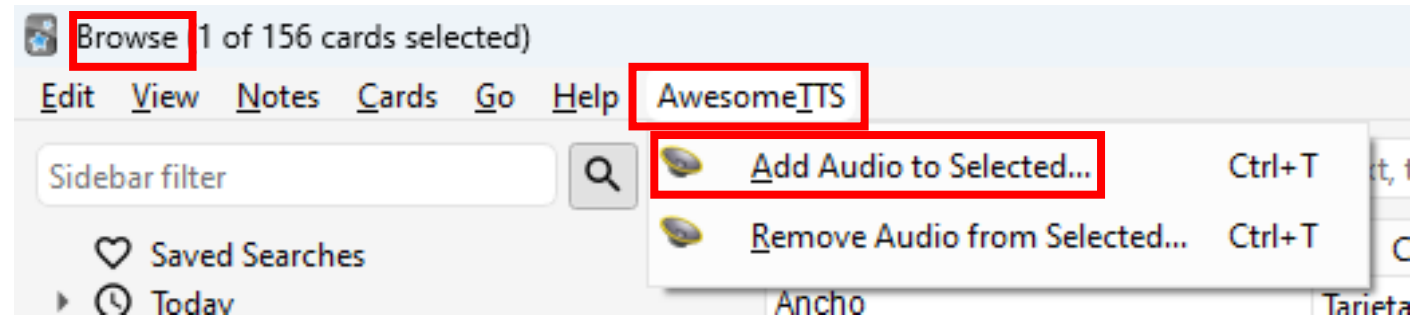 Browse (1 of 156 cards selected)
Edit View Notes Cards Go Help AwesomeTTS
Sidebar filter
Add Audio to Selected... Ctrl+T
Remove Audio from Selected... Ctrl+T
Saved Searches
Today
Ancho
Tarieta